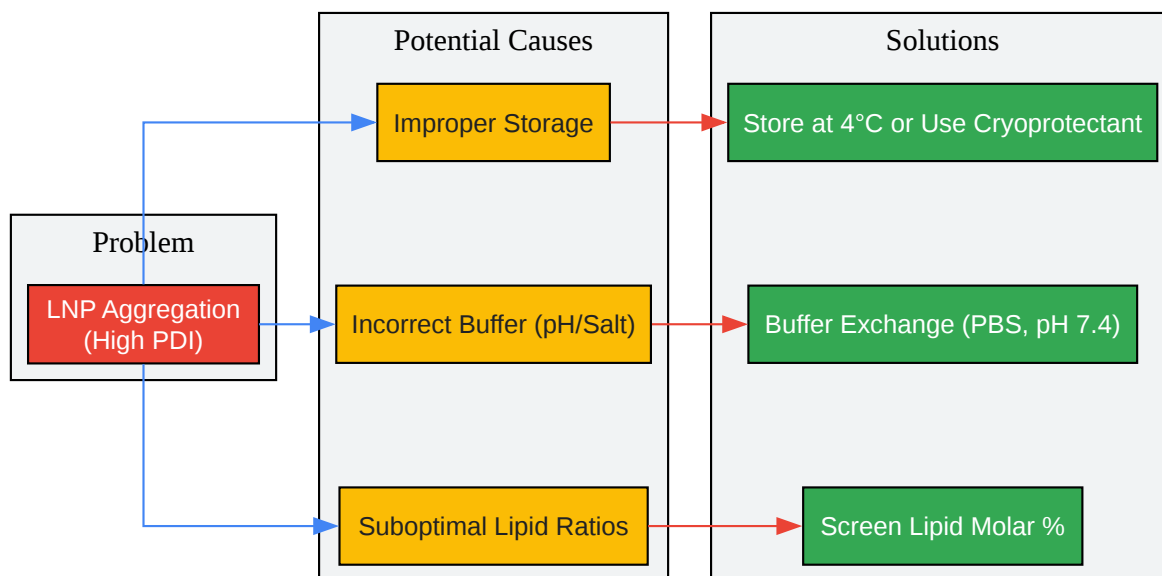 Potential Causes
Solutions
Improper Storage
Store at 4°C or Use Cryoprotectant
Problem
LNP Aggregation
(High PDI)
Incorrect Buffer (pH/Salt)
Buffer Exchange (PBS, pH 7.4)
Suboptimal Lipid Ratios
Screen Lipid Molar %